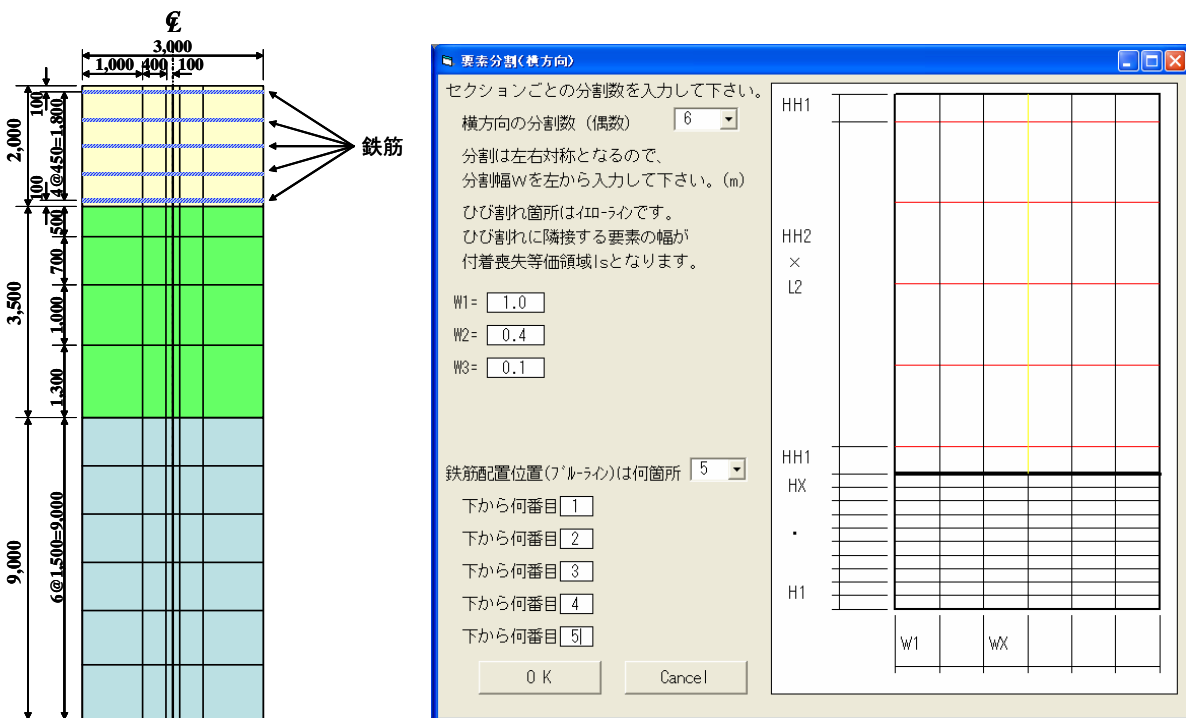 ℄
3,000
1,000 400 100
100
2,000
4@450=1,800
100
鉄筋
500
700
3,500
1,000
1,300
9,000
6@1,500=9,000
要素分割(横方向)
セクションごとの分割数を入力して下さい。
横方向の分割数 (偶数) 6
分割は左右対称となるので、
分割幅Wを左から入力して下さい。(m)
ひび割れ箇所はイエローラインです。
ひび割れに隣接する要素の幅が
付着喪失等価領域lsとなります。
W1= 1.0
W2= 0.4
W3= 0.1
鉄筋配置位置(ブルーライン)は何箇所 5
下から何番目 1
下から何番目 2
下から何番目 3
下から何番目 4
下から何番目 5
OK Cancel
HH1
HH2
×
L2
HH1
HX
・
H1
W1 WX